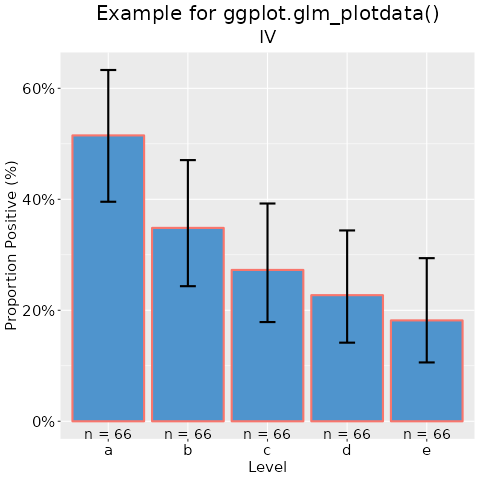 Example for ggplot.glm_plotdata()
IV
Proportion Positive (%)
60%
40%
20%
0%
n = 66 n = 66 n = 66 n = 66 n = 66
a b c d e
Level